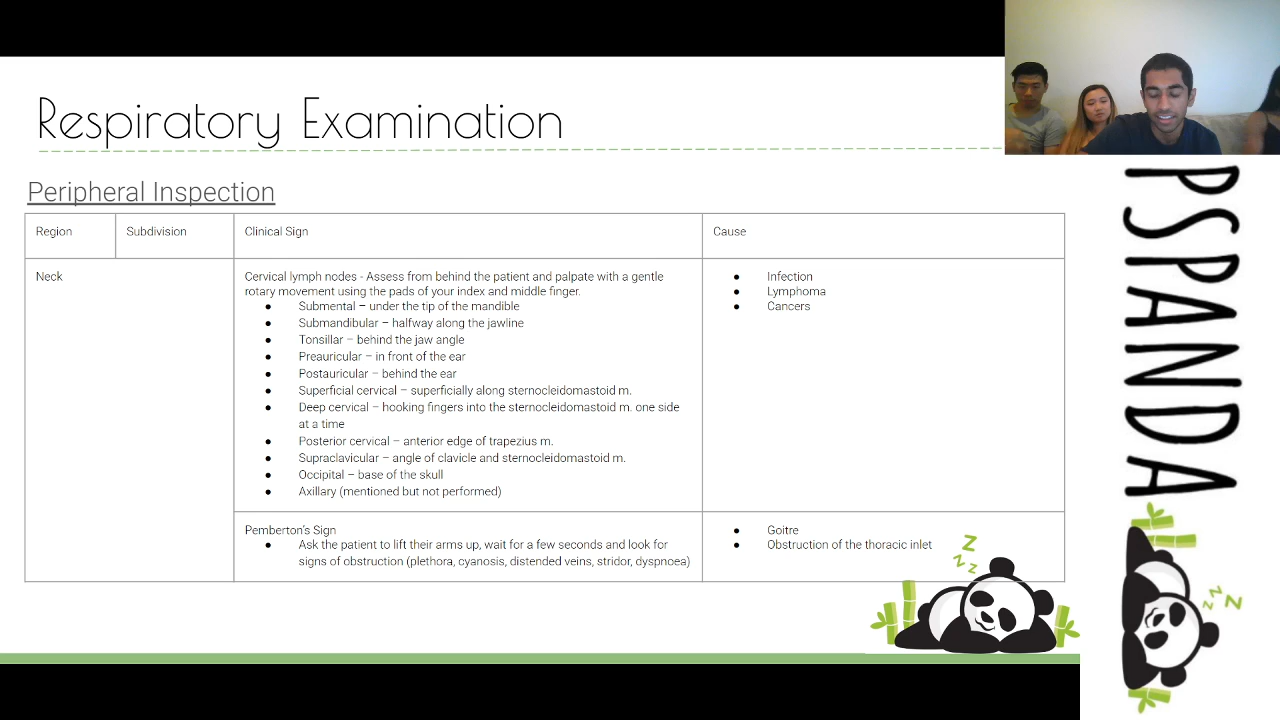 Respiratory Examination
Peripheral Inspection
Region Subdivision Clinical Sign Cause
Neck
Cervical lymph nodes - Assess from behind the patient and palpate with a gentle
rotary movement using the pads of your index and middle finger.
● Submental – under the tip of the mandible
● Submandibular – halfway along the jawline
● Tonsillar – behind the jaw angle
● Preauricular – in front of the ear
● Postauricular – behind the ear
● Superficial cervical – superficially along sternocleidomastoid m.
● Deep cervical – hooking fingers into the sternocleidomastoid m. one side
at a time
● Posterior cervical – anterior edge of trapezius m.
● Supraclavicular – angle of clavicle and sternocleidomastoid m.
● Occipital – base of the skull
● Axillary (mentioned but not performed)
● Infection
● Lymphoma
● Cancers
Pemberton's Sign
● Ask the patient to lift their arms up, wait for a few seconds and look for
signs of obstruction (plethora, cyanosis, distended veins, stridor, dyspnoea)
● Goitre
● Obstruction of the thoracic inlet
Z
Z Z
PSPANDA
Z Z Z